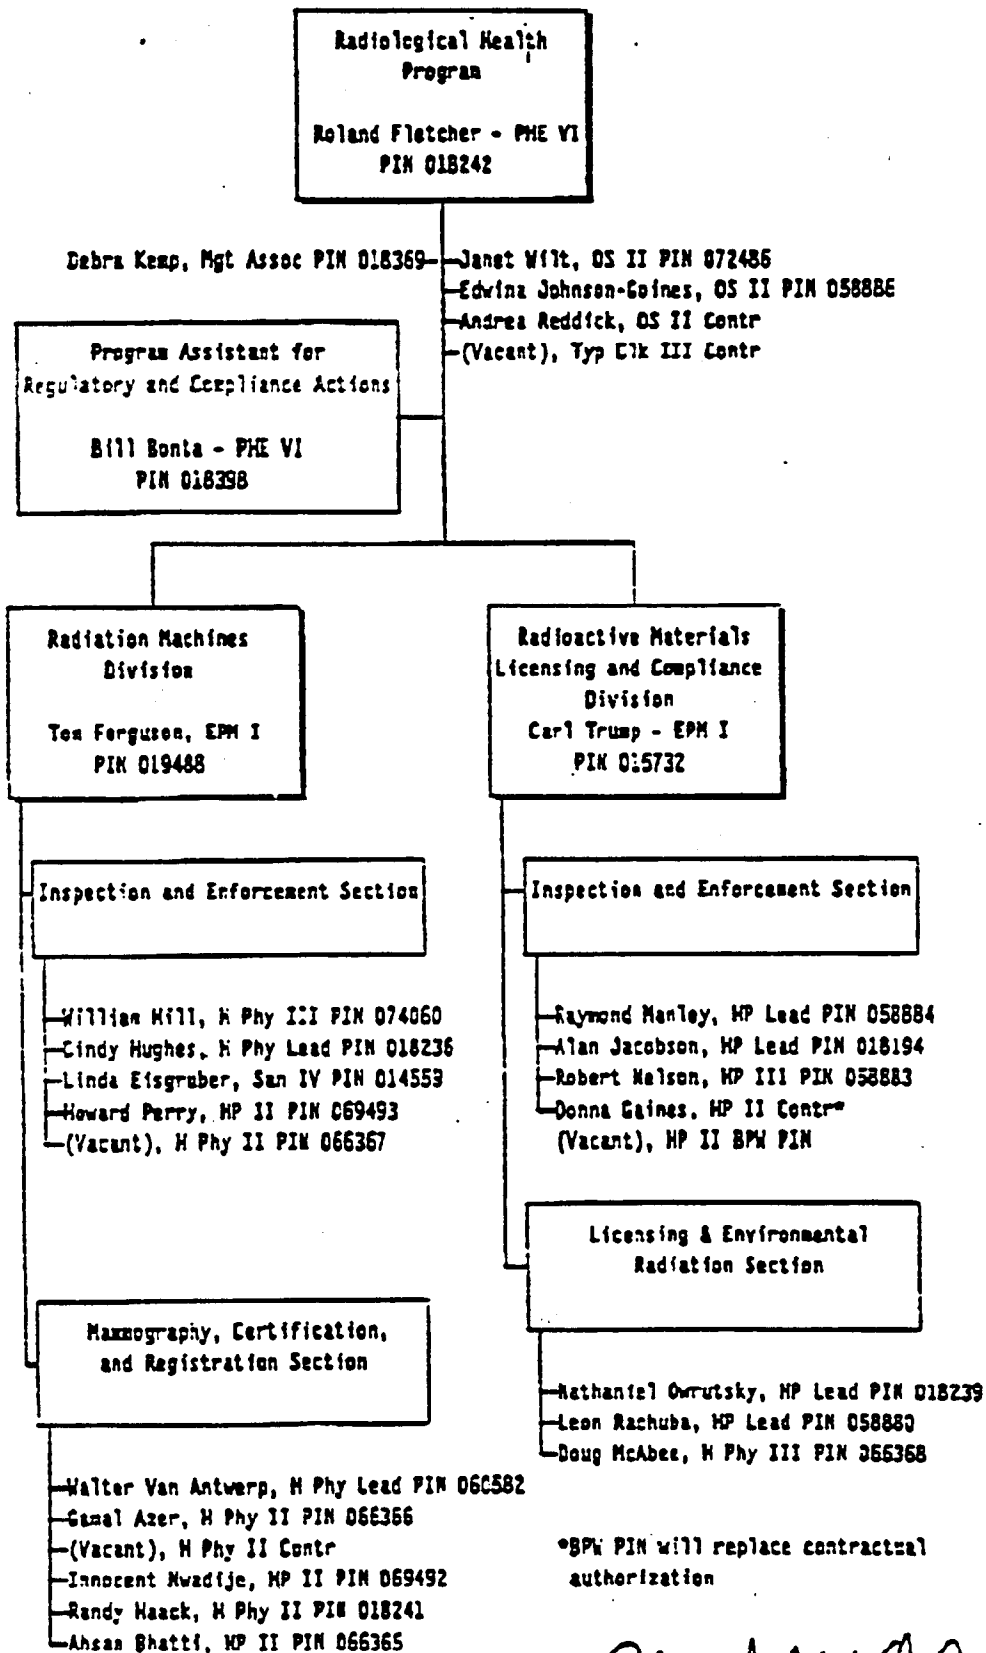 Radiological Health
Program
Roland Fletcher - PHE VI
PIN 018242
Debra Kemp, Mgt Assoc PIN 018369
Janet Wilt, OS II PIN 072486
Edwina Johnson-Goines, OS II PIN 058886
Andrea Reddick, OS II Contr
(Vacant), Typ Clk III Contr
Program Assistant for
Regulatory and Compliance Actions
Bill Bonta - PHE VI
PIN 018398
Radiation Machines
Division
Tom Ferguson, EPM I
PIN 019488
Radioactive Materials
Licensing and Compliance
Division
Carl Trump - EPM I
PIN 015732
Inspection and Enforcement Section
William Hill, H Phy III PIN 074060
Cindy Hughes, H Phy Lead PIN 018236
Linda Eisgruber, San IV PIN 014553
Howard Perry, HP II PIN 069493
(Vacant), H Phy II PIN 066367
Inspection and Enforcement Section
Raymond Manley, HP Lead PIN 058884
Alan Jacobson, HP Lead PIN 018194
Robert Nelson, HP III PIN 058883
Donna Gaines, HP II Contr*
(Vacant), HP II BPW PIN
Licensing & Environmental
Radiation Section
Nathaniel Owrutsky, HP Lead PIN 018239
Leon Rachuba, HP Lead PIN 058880
Doug McAbee, H Phy III PIN 066368
Mammography, Certification,
and Registration Section
Walter Van Antwerp, H Phy Lead PIN 060582
Gamal Azer, H Phy II PIN 066366
(Vacant), H Phy II Contr
Innocent Nwadije, HP II PIN 069492
Randy Haack, H Phy II PIN 018241
Ahsan Bhatti, HP II PIN 066365
*BPW PIN will replace contractual
authorization